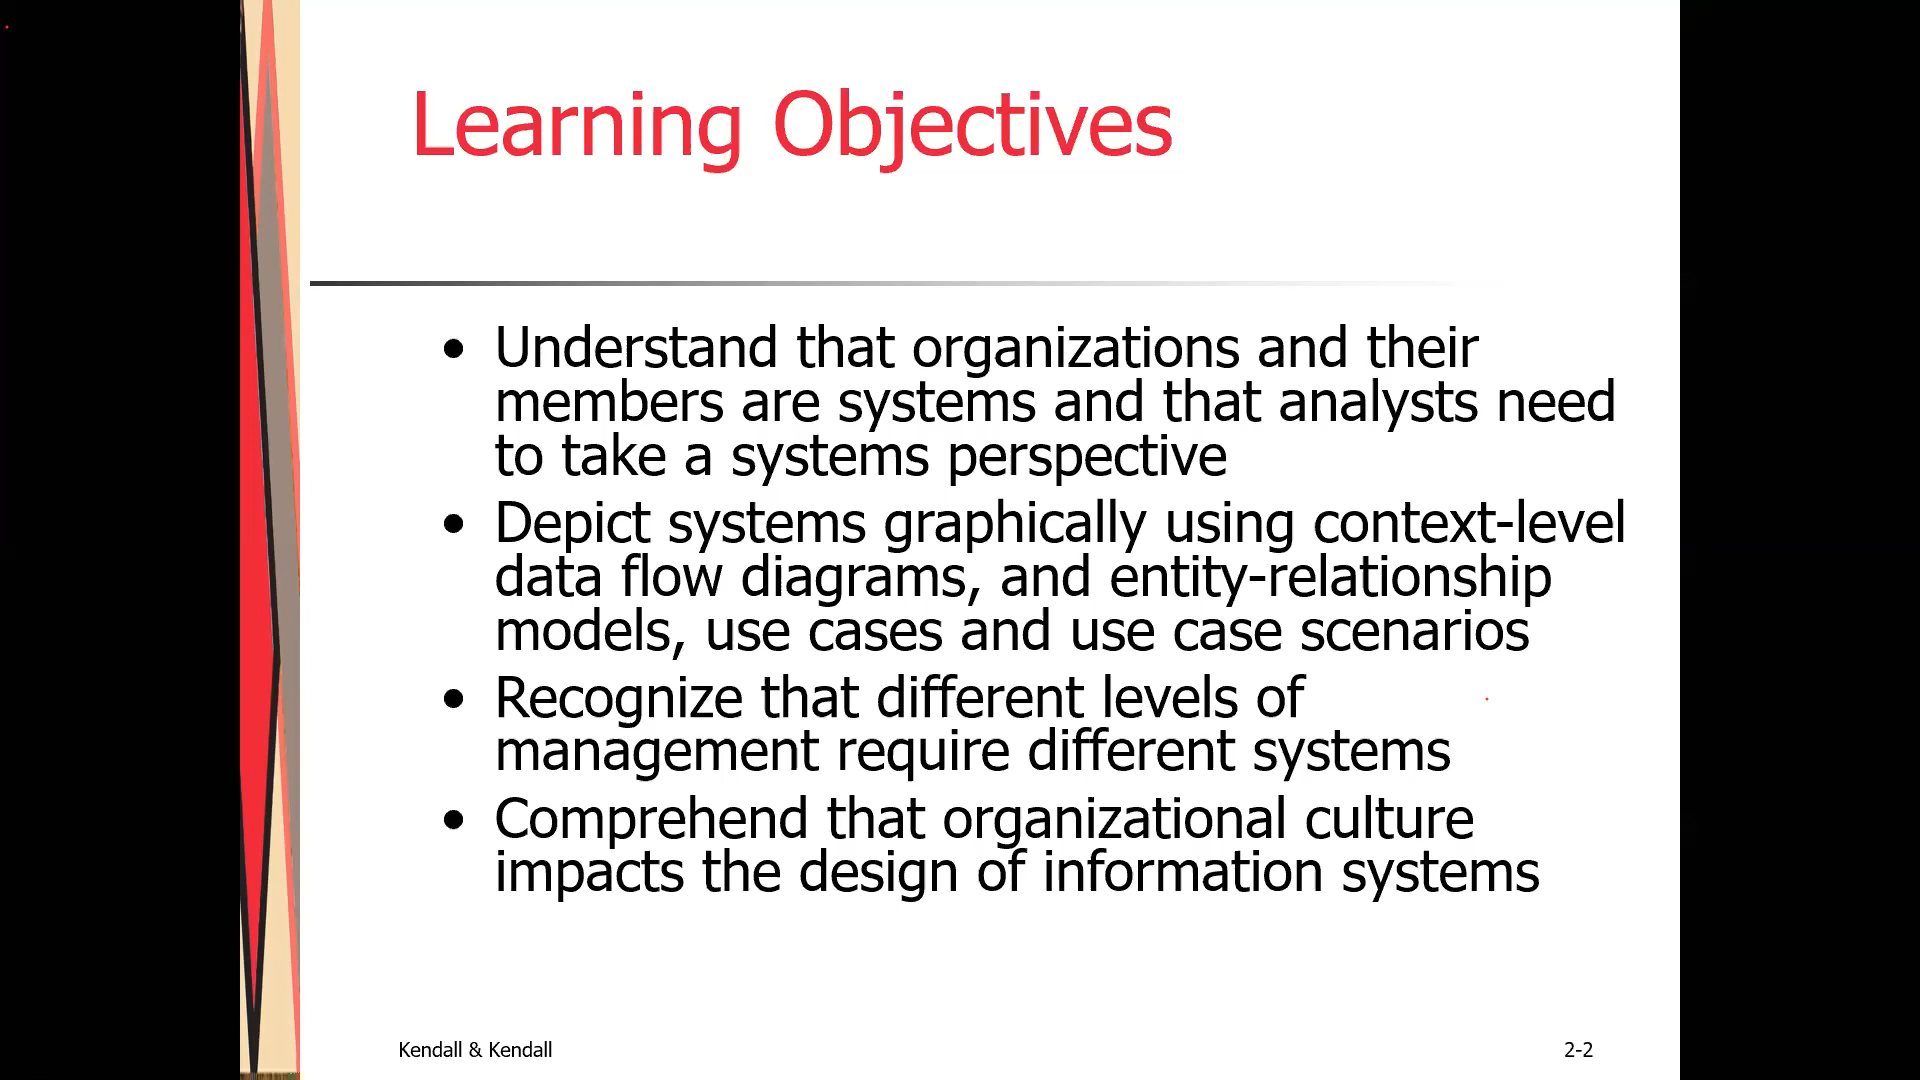 Learning Objectives
• Understand that organizations and their
members are systems and that analysts need
to take a systems perspective
• Depict systems graphically using context-level
data flow diagrams, and entity-relationship
models, use cases and use case scenarios
• Recognize that different levels of
management require different systems
• Comprehend that organizational culture
impacts the design of information systems
Kendall & Kendall
2-2